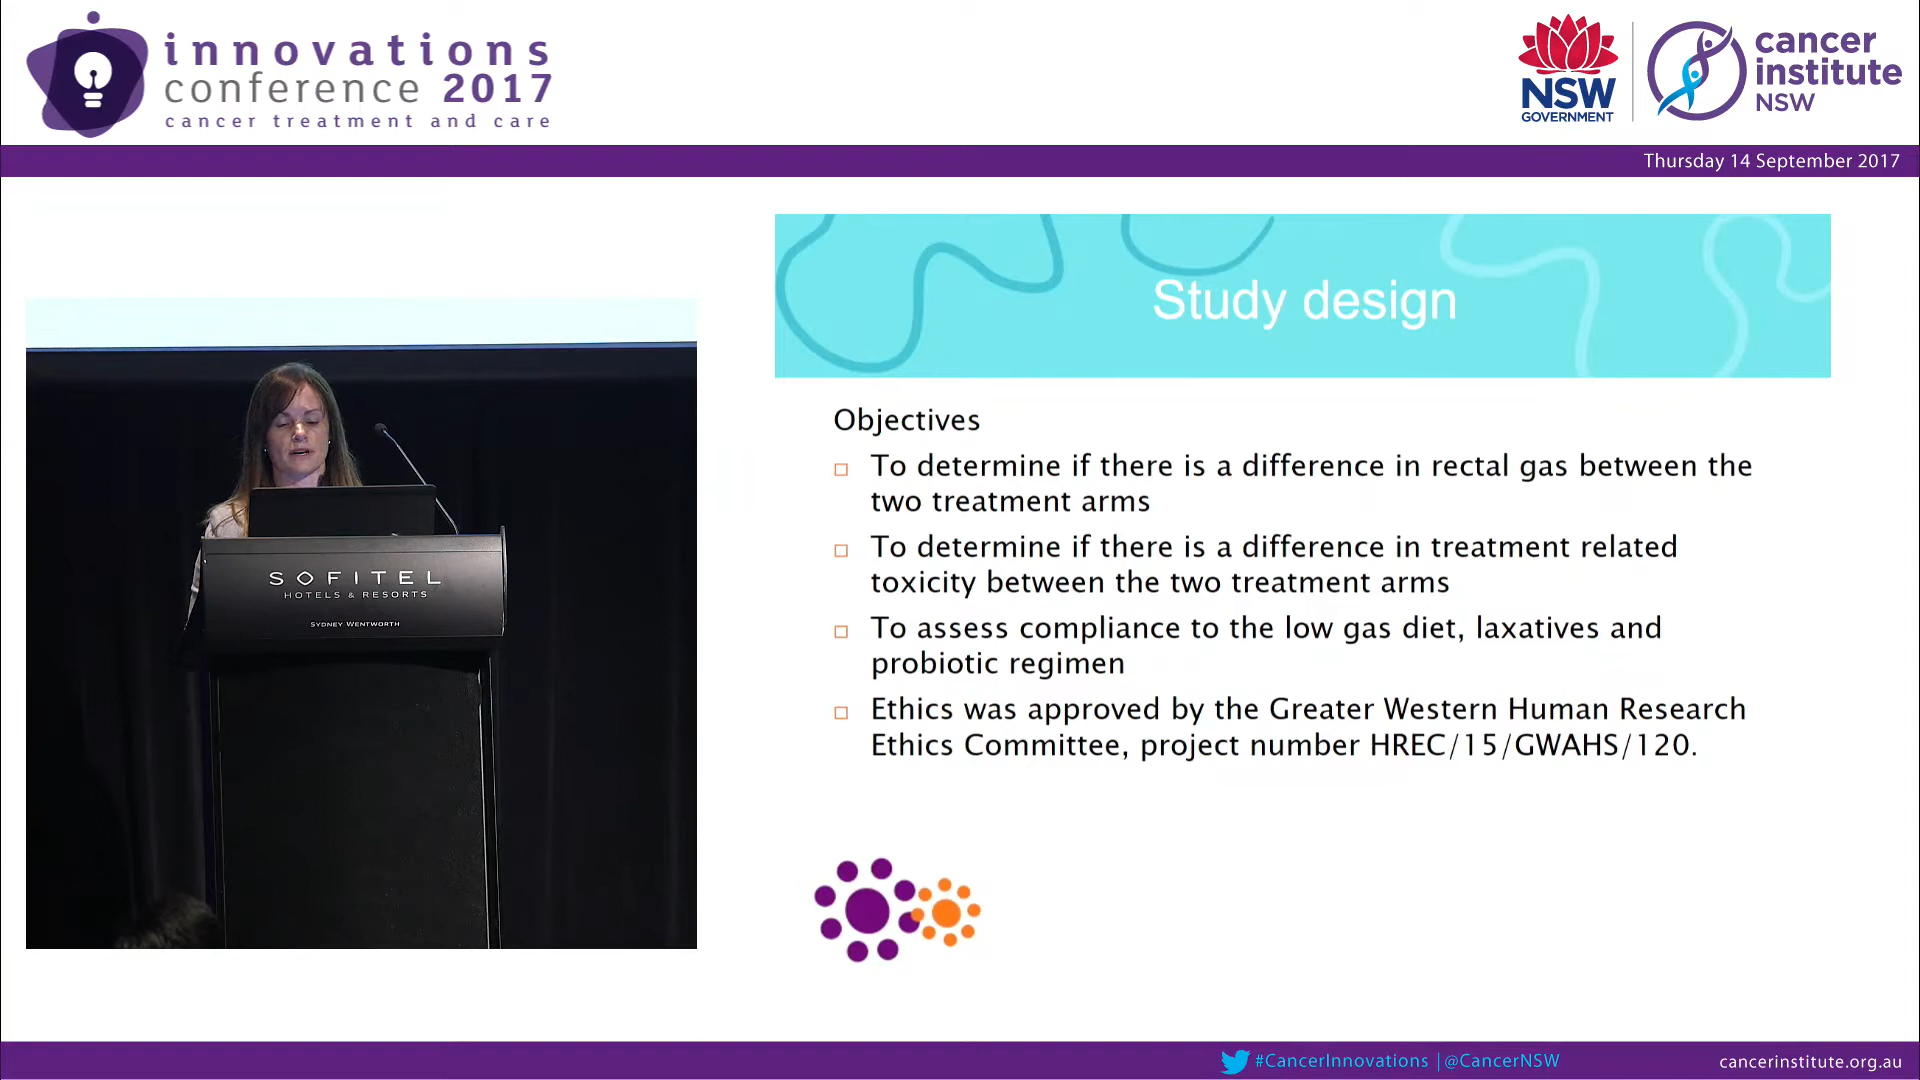 innovations
conference 2017
cancer treatment and care
NSW
GOVERNMENT
cancer
institute
NSW
Thursday 14 September 2017
SOFITEL
HOTELS & RESORTS
SYDNEY WENTWORTH
Study design
Objectives
To determine if there is a difference in rectal gas between the
two treatment arms
To determine if there is a difference in treatment related
toxicity between the two treatment arms
To assess compliance to the low gas diet, laxatives and
probiotic regimen
Ethics was approved by the Greater Western Human Research
Ethics Committee, project number HREC/15/GWAHS/120.
#CancerInnovations | @CancerNSW
cancerinstitute.org.au